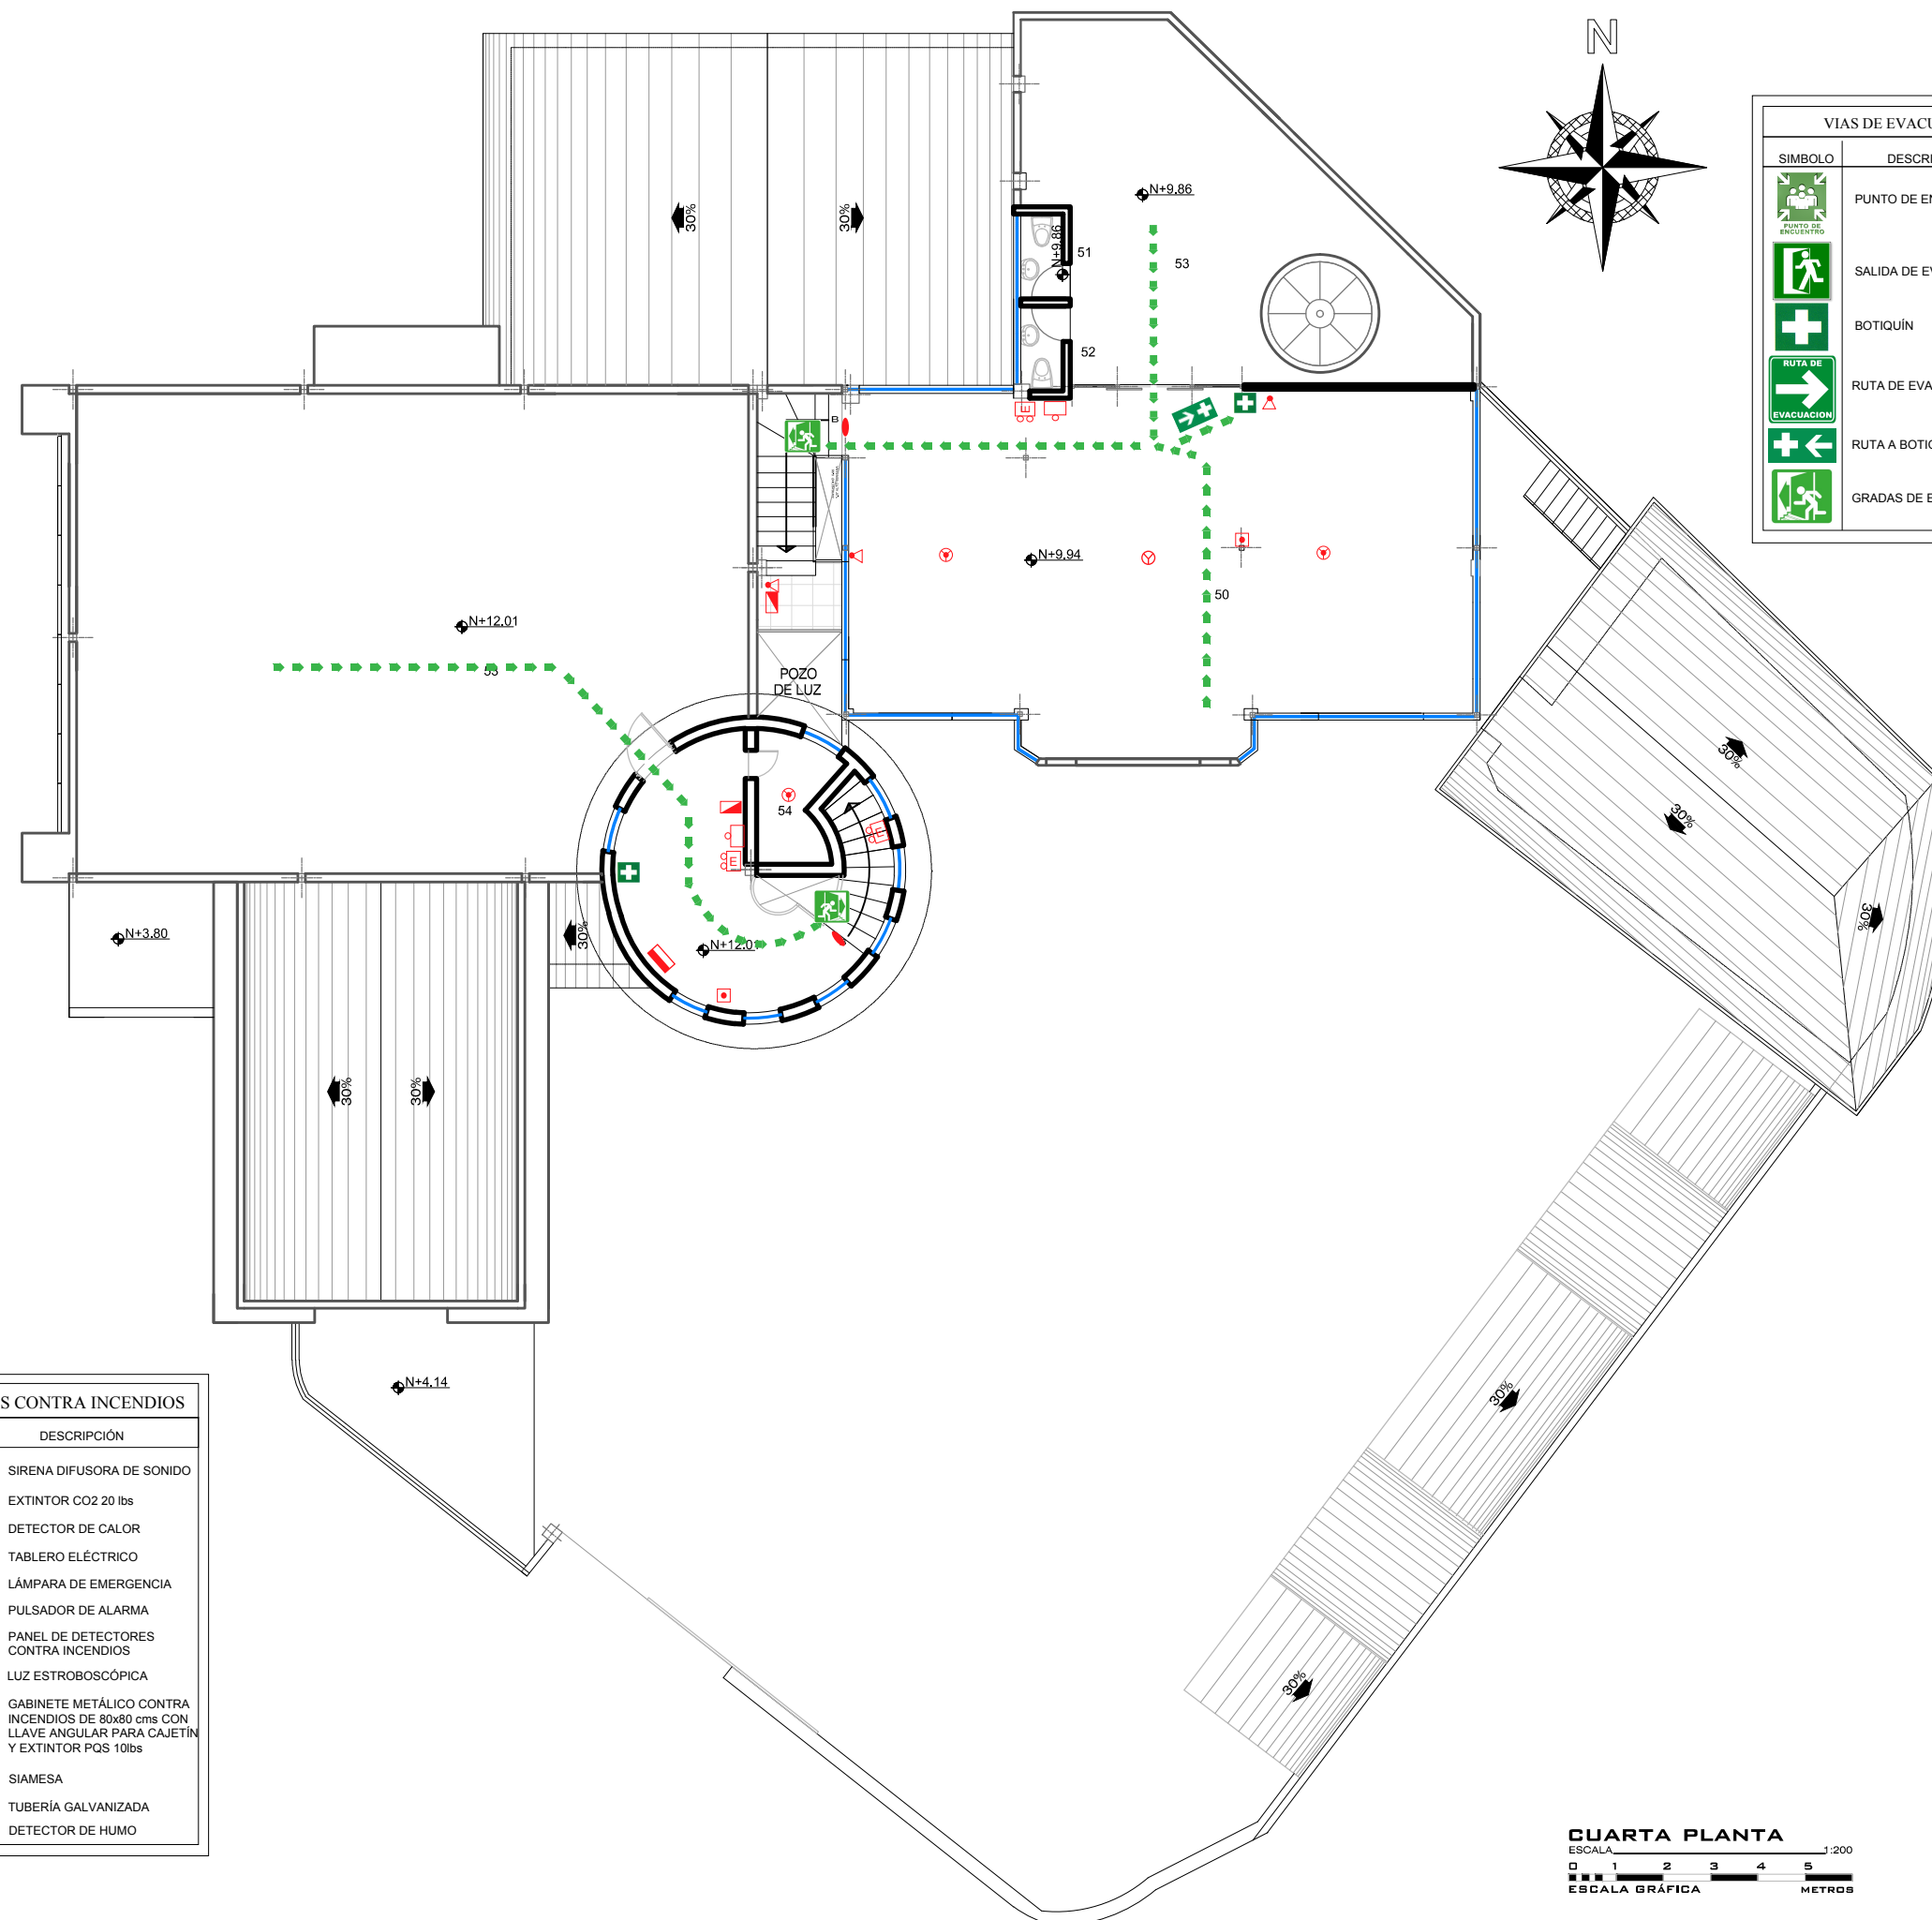 N
VIAS DE EVACU
SIMBOLO DESCRI
PUNTO DE
ENCUENTRO
PUNTO DE EN
SALIDA DE EV
BOTIQUÍN
RUTA DE
EVACUACION
RUTA DE EVA
RUTA A BOTIQ
GRADAS DE E
30%
30%
N+9.86
N+9.86
51
53
52
B
N+9.94
50
N+12.01
53
POZO
DE LUZ
54
N+12.01
N+3.80
30%
30%
30%
30%
30%
30%
E
E
E
N+4.14
30%
30%
S CONTRA INCENDIOS
DESCRIPCIÓN
SIRENA DIFUSORA DE SONIDO
EXTINTOR CO2 20 lbs
DETECTOR DE CALOR
TABLERO ELÉCTRICO
LÁMPARA DE EMERGENCIA
PULSADOR DE ALARMA
PANEL DE DETECTORES
CONTRA INCENDIOS
LUZ ESTROBOSCÓPICA
GABINETE METÁLICO CONTRA
INCENDIOS DE 80x80 cms CON
LLAVE ANGULAR PARA CAJETÍN
Y EXTINTOR PQS 10lbs
SIAMESA
TUBERÍA GALVANIZADA
DETECTOR DE HUMO
CUARTA PLANTA
ESCALA 1:200
0 1 2 3 4 5
ESCALA GRÁFICA METROS